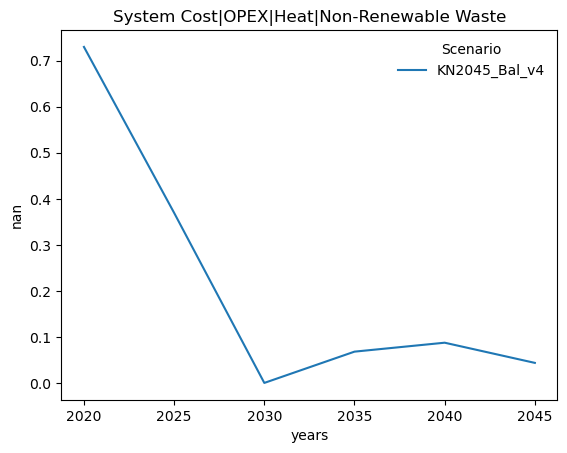 System Cost|OPEX|Heat|Non-Renewable Waste
Scenario
KN2045_Bal_v4
0.7
0.6
0.5
0.4
0.3
0.2
0.1
0.0
nan
2020 2025 2030 2035 2040 2045
years